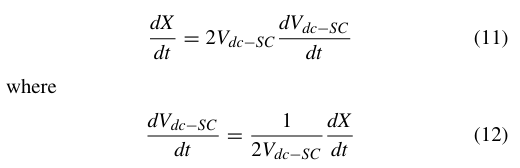 dX/dt = 2V_{dc−SC} dV_{dc−SC}/dt (11)
where
dV_{dc−SC}/dt = 1/2V_{dc−SC} dX/dt (12)